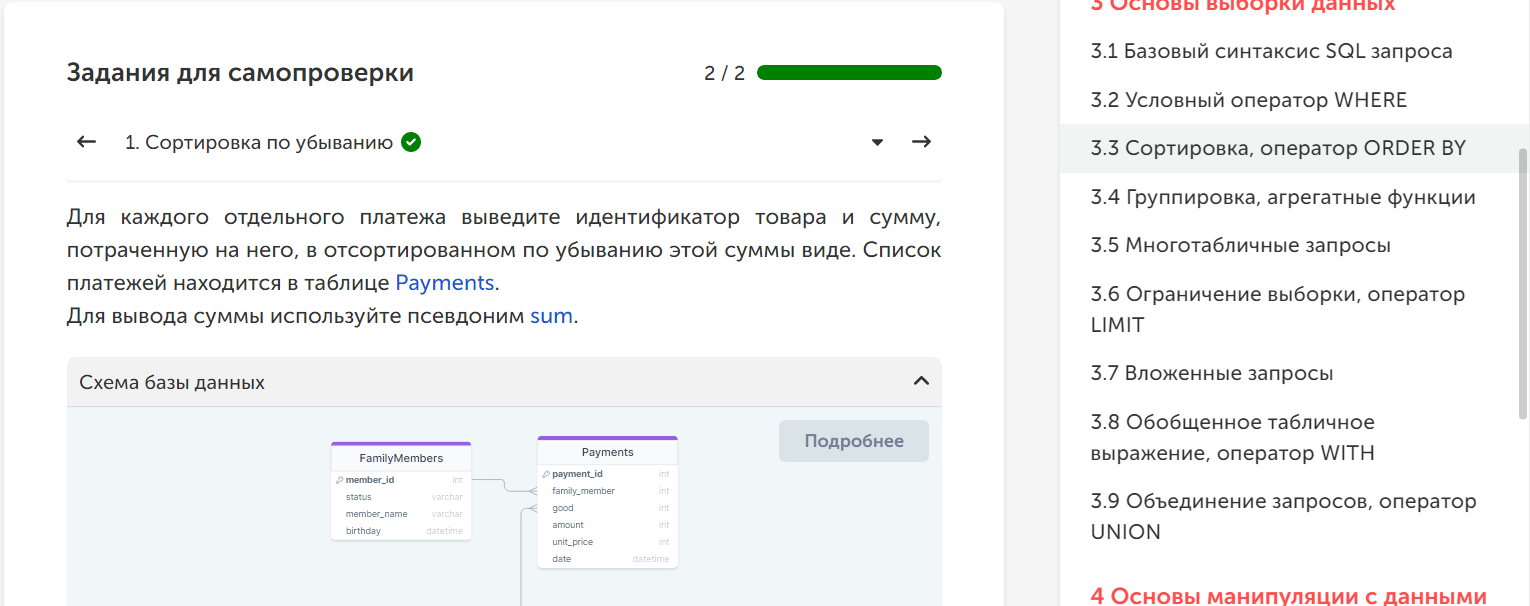 Задания для самопроверки
2 / 2
1. Сортировка по убыванию
Для каждого отдельного платежа выведите идентификатор товара и сумму,
потраченную на него, в отсортированном по убыванию этой суммы виде. Список
платежей находится в таблице Payments.
Для вывода суммы используйте псевдоним sum.
Схема базы данных
Подробнее
FamilyMembers
member_id int
status varchar
member_name varchar
birthday datetime
Payments
payment_id int
family_member int
good int
amount int
unit_price int
date datetime
3 Основы выборки данных
3.1 Базовый синтаксис SQL запроса
3.2 Условный оператор WHERE
3.3 Сортировка, оператор ORDER BY
3.4 Группировка, агрегатные функции
3.5 Многотабличные запросы
3.6 Ограничение выборки, оператор
LIMIT
3.7 Вложенные запросы
3.8 Обобщенное табличное
выражение, оператор WITH
3.9 Объединение запросов, оператор
UNION
4 Основы манипуляции с данными